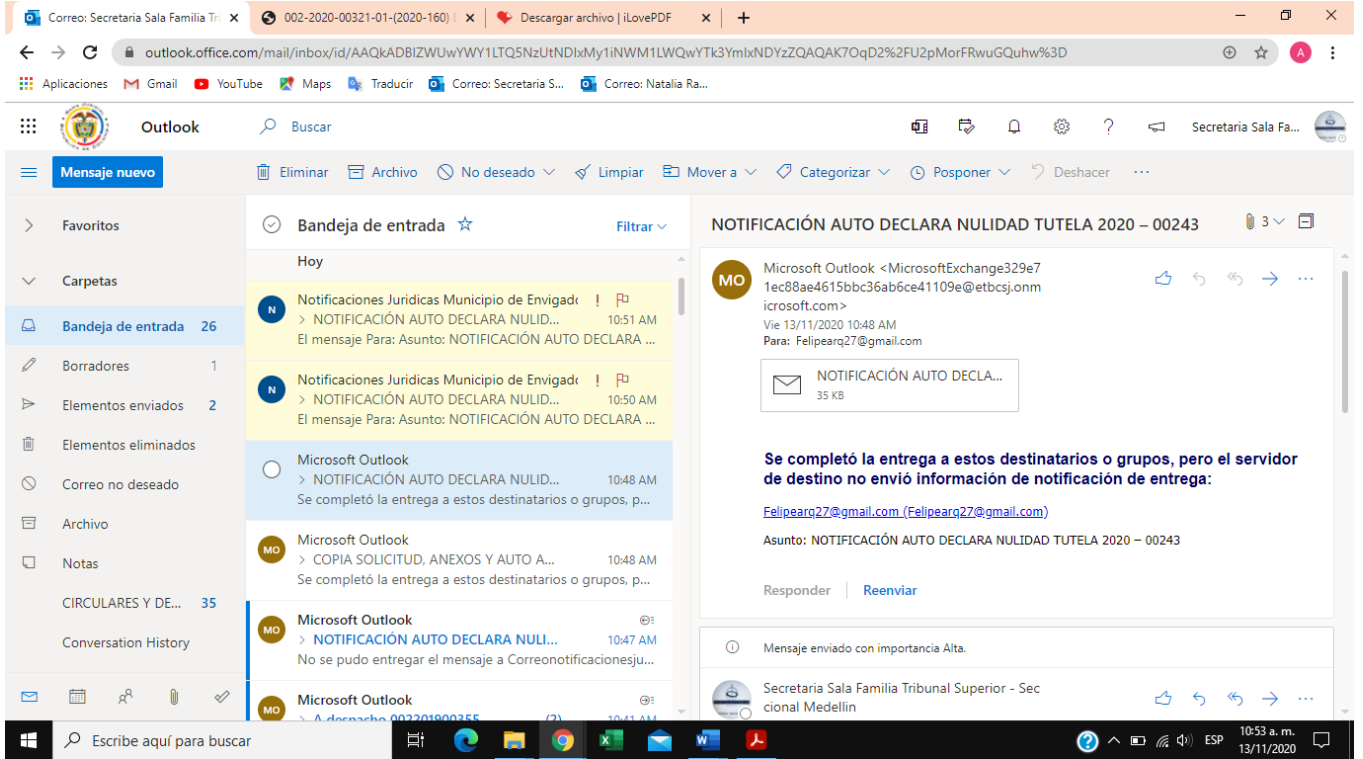 Correo: Secretaria Sala Familia Tri
002-2020-00321-01-(2020-160)
Descargar archivo | iLovePDF
outlook.office.com/mail/inbox/id/AAQkADBIZWUwYWY1LTQ5NzUtNDIxMy1iNWM1LWQwYTk3YmIxNDYzZQAQAK7OqD2%2FU2pMorFRwuGQuhw%3D
A
Aplicaciones Gmail YouTube Maps Traducir Correo: Secretaria S... Correo: Natalia Ra...
Outlook
Buscar
Secretaria Sala Fa...
Mensaje nuevo
Eliminar Archivo No deseado Limpiar Mover a Categorizar Posponer Deshacer ...
Favoritos
Carpetas
Bandeja de entrada 26
Borradores 1
Elementos enviados 2
Elementos eliminados
Correo no deseado
Archivo
Notas
CIRCULARES Y DE... 35
Conversation History
Bandeja de entrada
Filtrar
Hoy
N
Notificaciones Juridicas Municipio de Envigado !
> NOTIFICACIÓN AUTO DECLARA NULID... 10:51 AM
El mensaje Para: Asunto: NOTIFICACIÓN AUTO DECLARA ...
N
Notificaciones Juridicas Municipio de Envigado !
> NOTIFICACIÓN AUTO DECLARA NULID... 10:50 AM
El mensaje Para: Asunto: NOTIFICACIÓN AUTO DECLARA ...
Microsoft Outlook
> NOTIFICACIÓN AUTO DECLARA NULID... 10:48 AM
Se completó la entrega a estos destinatarios o grupos, p...
MO
Microsoft Outlook
> COPIA SOLICITUD, ANEXOS Y AUTO A... 10:48 AM
Se completó la entrega a estos destinatarios o grupos, p...
MO
Microsoft Outlook
> NOTIFICACIÓN AUTO DECLARA NULI... 10:47 AM
No se pudo entregar el mensaje a Correonotificacionesju...
MO
Microsoft Outlook
> A despacho 002201900355 (2) 10:41 AM
NOTIFICACIÓN AUTO DECLARA NULIDAD TUTELA 2020 – 00243
3
MO
Microsoft Outlook <MicrosoftExchange329e7
1ec88ae4615bbc36ab6ce41109e@etbcsj.onm
icrosoft.com>
Vie 13/11/2020 10:48 AM
Para: Felipearq27@gmail.com
NOTIFICACIÓN AUTO DECLA...
35 KB
Se completó la entrega a estos destinatarios o grupos, pero el servidor
de destino no envió información de notificación de entrega:
Felipearq27@gmail.com (Felipearq27@gmail.com)
Asunto: NOTIFICACIÓN AUTO DECLARA NULIDAD TUTELA 2020 – 00243
Responder Reenviar
Mensaje enviado con importancia Alta.
Secretaria Sala Familia Tribunal Superior - Sec
cional Medellin
Escribe aquí para buscar
ESP
10:53 a. m.
13/11/2020